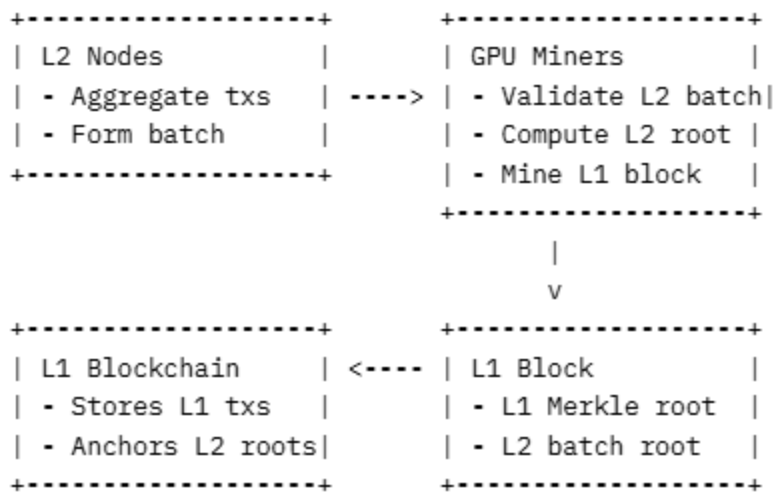 +-------------------+ +-------------------+
| L2 Nodes | | GPU Miners |
| - Aggregate txs | ----> | - Validate L2 batch|
| - Form batch | | - Compute L2 root |
+-------------------+ | - Mine L1 block |
+-------------------+
|
v
+-------------------+ +-------------------+
| L1 Blockchain | <---- | L1 Block |
| - Stores L1 txs | | - L1 Merkle root |
| - Anchors L2 roots| | - L2 batch root |
+-------------------+ +-------------------+